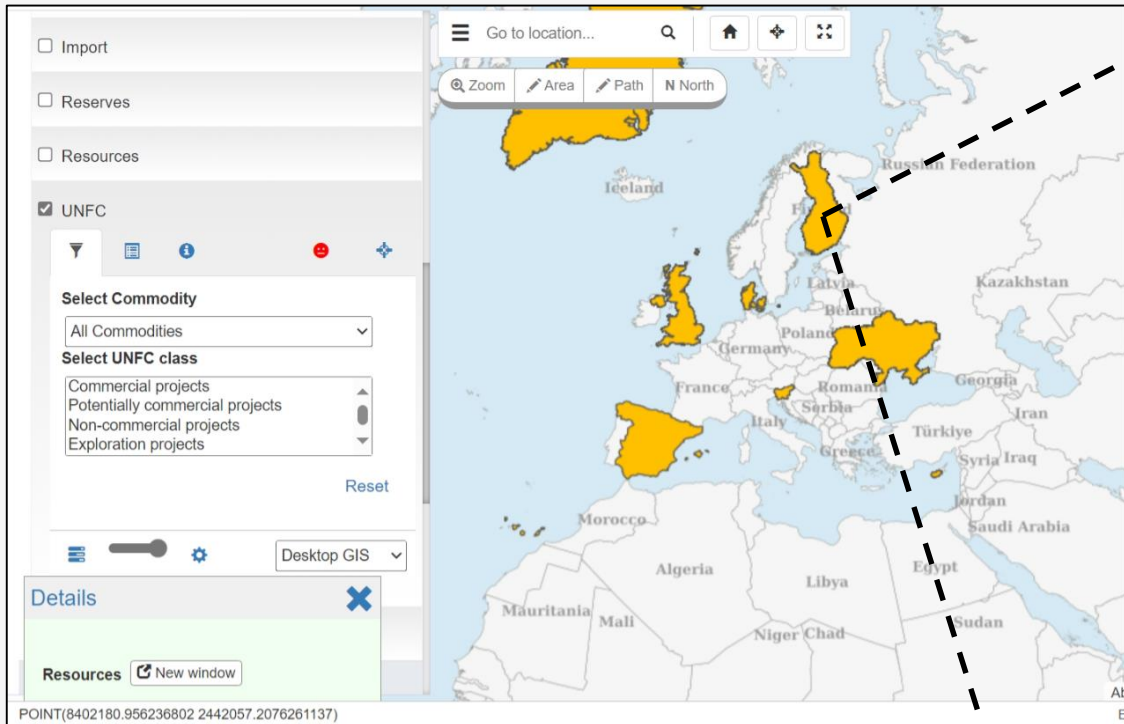 Import
Reserves
Resources
UNFC
Select Commodity
All Commodities
Select UNFC class
Commercial projects
Potentially commercial projects
Non-commercial projects
Exploration projects
Reset
Desktop GIS
Details
Resources New window
POINT(8402180.956236802 2442057.2076261137)
Go to location...
Zoom Area Path N North
Russian Federation
Iceland
Kazakhstan
Latvia
Belarus
Poland
Germany
France
Romania
Georgia
Serbia
Italy
Iran
Türkiye
Greece
Syria Iraq
Jordan
Morocco
Saudi Arabia
Algeria
Libya
Egypt
Mauritania
Mali
Niger Chad
Sudan